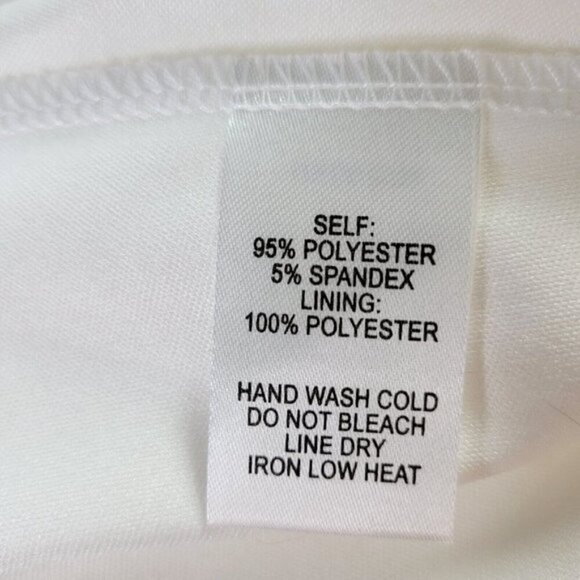 SELF:
95% POLYESTER
5% SPANDEX
LINING:
100% POLYESTER
HAND WASH COLD
DO NOT BLEACH
LINE DRY
IRON LOW HEAT